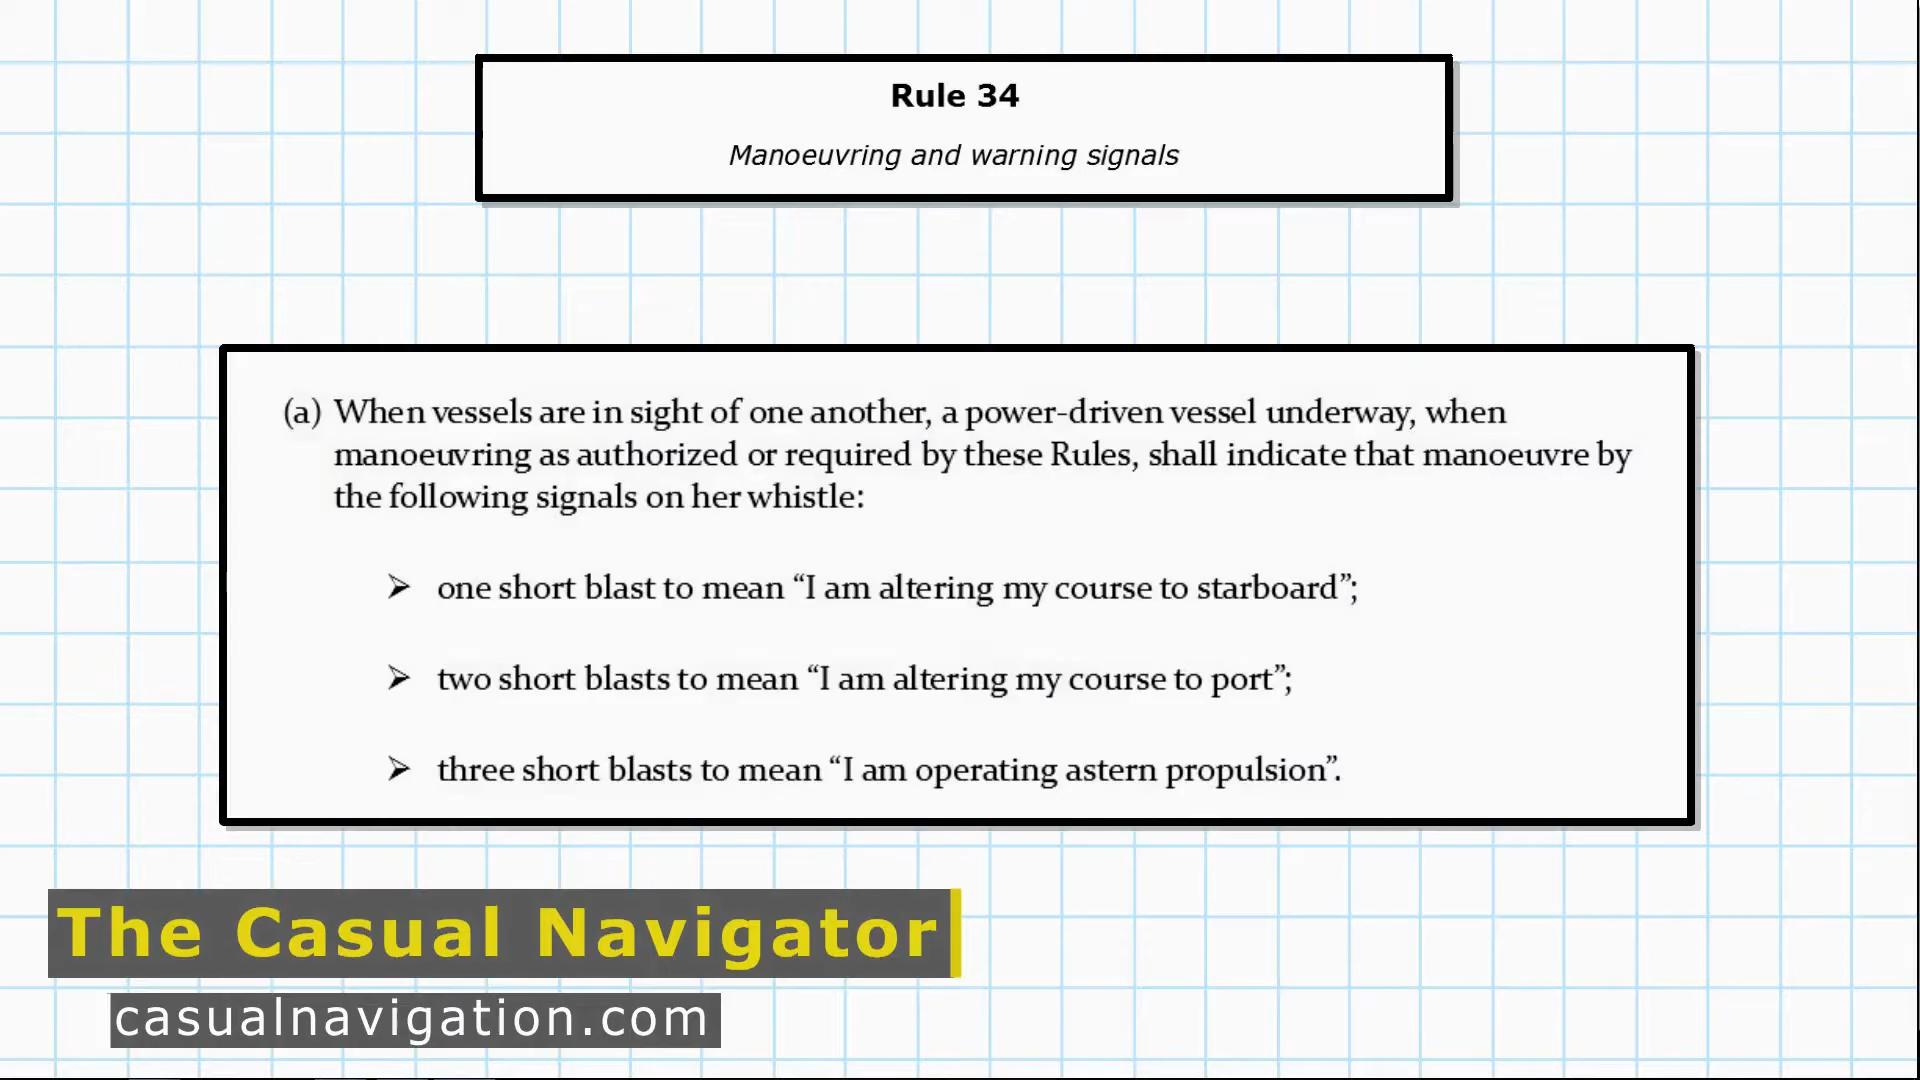 Rule 34
Manoeuvring and warning signals
(a) When vessels are in sight of one another, a power-driven vessel underway, when
manoeuvring as authorized or required by these Rules, shall indicate that manoeuvre by
the following signals on her whistle:
➢ one short blast to mean “I am altering my course to starboard”;
➢ two short blasts to mean “I am altering my course to port”;
➢ three short blasts to mean “I am operating astern propulsion”.
The Casual Navigator
casualnavigation.com